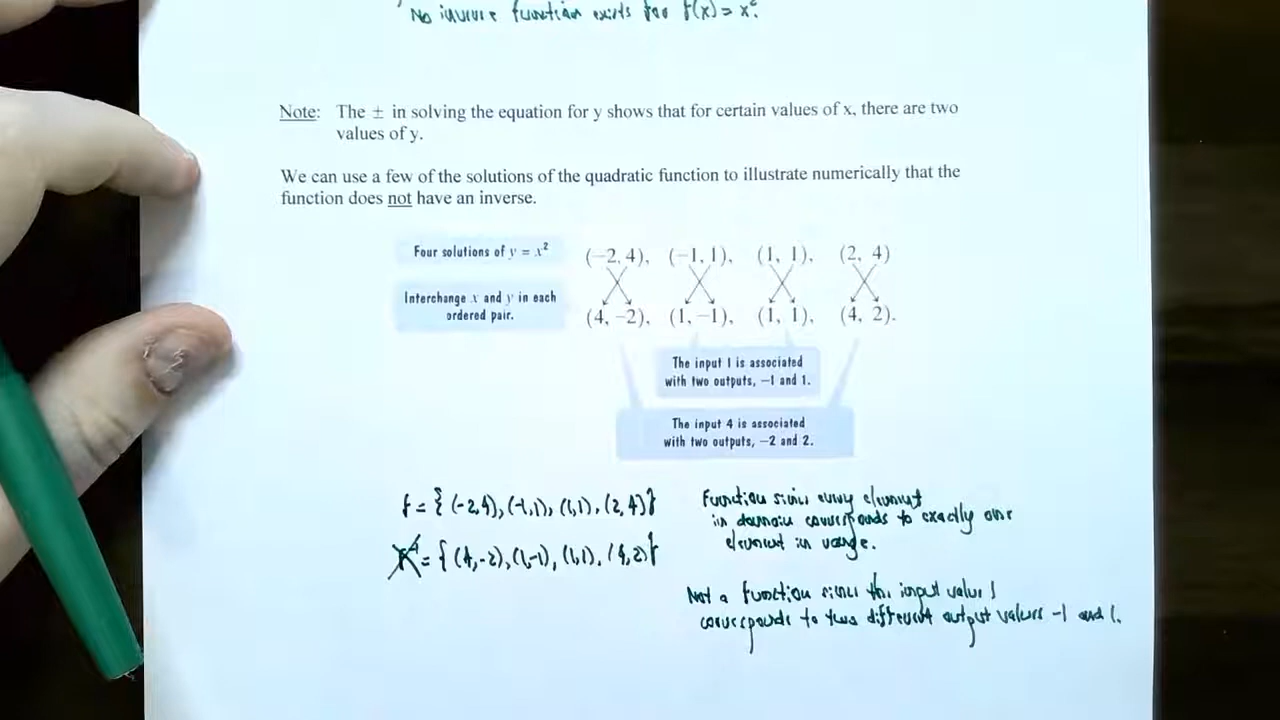 No inverse function exists for f(x) = x².
Note: The ± in solving the equation for y shows that for certain values of x, there are two
values of y.
We can use a few of the solutions of the quadratic function to illustrate numerically that the
function does not have an inverse.
Four solutions of y = x²
(−2, 4), (−1, 1), (1, 1), (2, 4)
Interchange x and y in each
ordered pair.
(4, −2), (1, −1), (1, 1), (4, 2).
The input 1 is associated
with two outputs, −1 and 1.
The input 4 is associated
with two outputs, −2 and 2.
f = { (-2,4), (-1,1), (1,1), (2,4)}
Function since every element
in domain corresponds to exactly one
element in range.
= { (4,-2), (1,-1), (1,1), (4,2)}
Not a function since the input value 1
corresponds to two different output values -1 and 1.